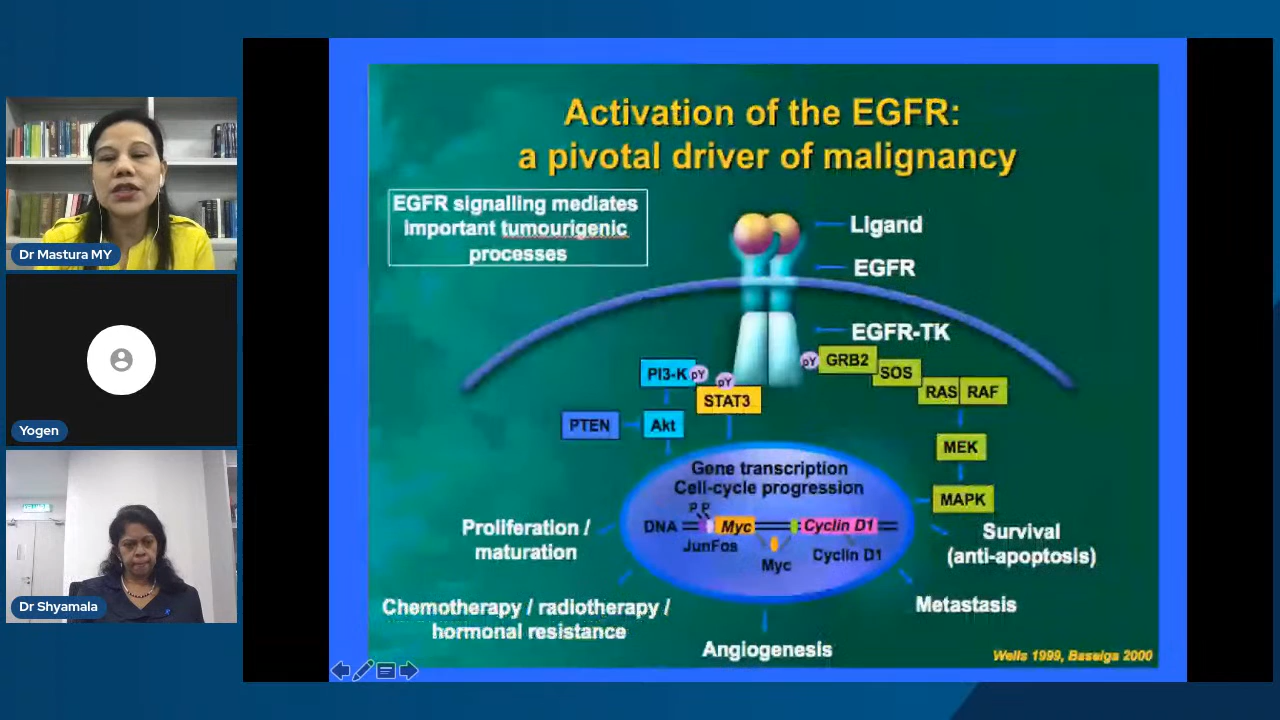 Dr Mastura MY
Yogen
Dr Shyamala
Activation of the EGFR:
a pivotal driver of malignancy
EGFR signalling mediates
important tumourigenic
processes
Ligand
EGFR
EGFR-TK
pY
GRB2
SOS
RAS
RAF
PI3-K
pY
pY
STAT3
PTEN
Akt
MEK
MAPK
Gene transcription
Cell-cycle progression
P P
DNA
Myc
Cyclin D1
JunFos
Myc
Cyclin D1
Proliferation /
maturation
Survival
(anti-apoptosis)
Chemotherapy / radiotherapy /
hormonal resistance
Metastasis
Angiogenesis
Wells 1999, Baselga 2000